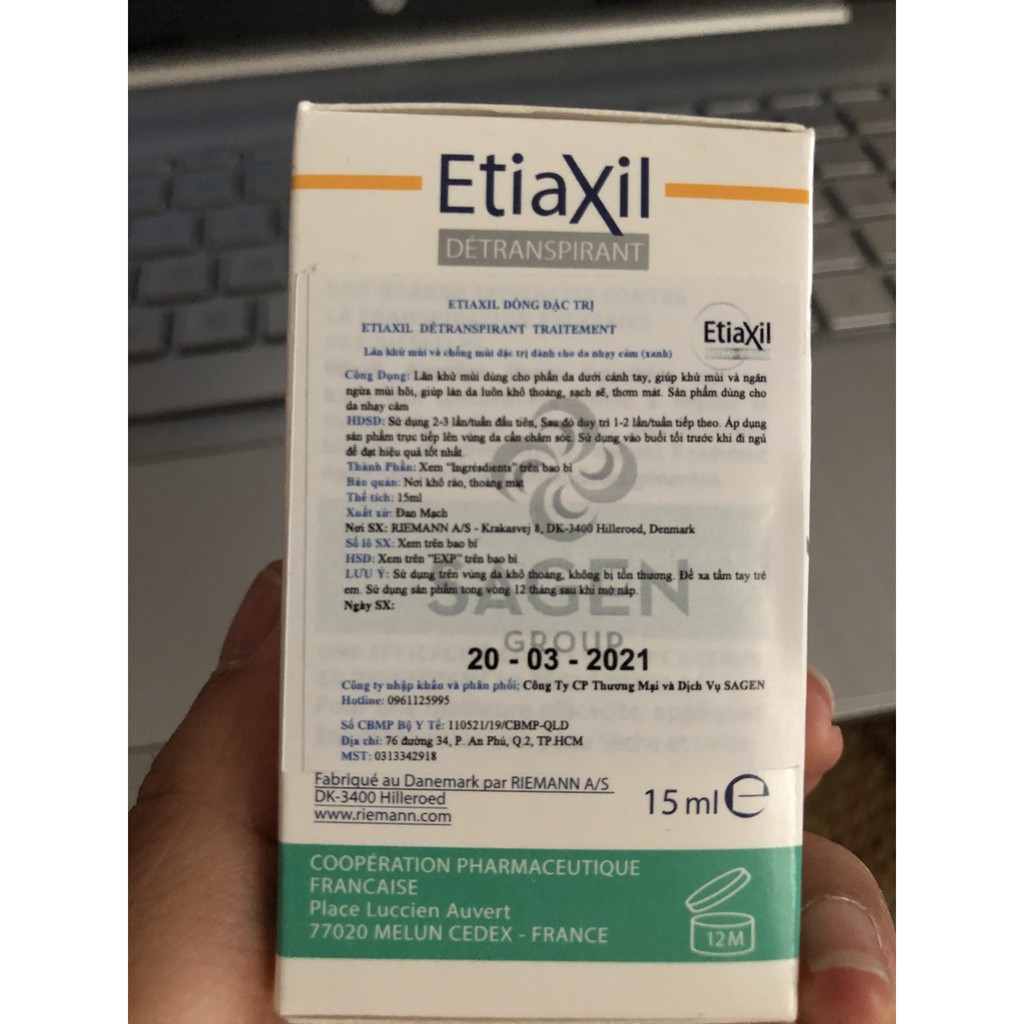 EtiaXil
DÉTRANSPIRANT
ETIAXIL DÒNG ĐẶC TRỊ
ETIAXIL DÉTRANSPIRANT TRAITEMENT
EtiaXil
Lăn khử mùi và chống mùi đặc trị dành cho da nhạy cảm (xanh)
Công Dụng: Lăn khử mùi dùng cho phần da dưới cánh tay, giúp khử mùi và ngăn
ngừa mùi hôi, giúp làn da luôn khô thoáng, sạch sẽ, thơm mát. Sản phẩm dùng cho
da nhạy cảm
HDSD: Sử dụng 2-3 lần/tuần đầu tiên, Sau đó duy trì 1-2 lần/tuần tiếp theo. Áp dụng
sản phẩm trực tiếp lên vùng da cần chăm sóc. Sử dụng vào buổi tối trước khi đi ngủ
để đạt hiệu quả tốt nhất
Thành Phần: Xem "Ingrésdients" trên bao bì
Bảo quản: Nơi khô ráo, thoáng mát
Thể tích: 15ml
Xuất xứ: Đan Mạch
Nơi SX: RIEMANN A/S - Krakasvej 8, DK-3400 Hilleroed, Denmark
Số lô SX: Xem trên bao bì
HSD: Xem trên "EXP" trên bao bì
LƯU Ý: Sử dụng trên vùng da khô thoáng, không bị tổn thương. Để xa tầm tay trẻ
em. Sử dụng sản phẩm tong vòng 12 tháng sau khi mở nắp.
Ngày SX:
SAGEN
GROUP
20 - 03 - 2021
Công ty nhập khẩu và phân phối: Công Ty CP Thương Mại và Dịch Vụ SAGEN
Hotline: 0961125995
Số CBMP Bộ Y Tế: 110521/19/CBMP-QLD
Địa chỉ: 76 đường 34, P. An Phú, Q.2, TP.HCM
MST: 0313342918
Fabriqué au Danemark par RIEMANN A/S
DK-3400 Hilleroed
www.riemann.com
15 ml e
COOPÉRATION PHARMACEUTIQUE
FRANCAISE
Place Luccien Auvert
77020 MELUN CEDEX - FRANCE
12M